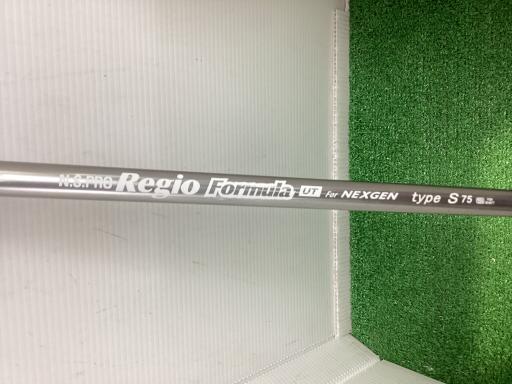 N.S.PRO Regio Formula UT For NEXGEN type S 75